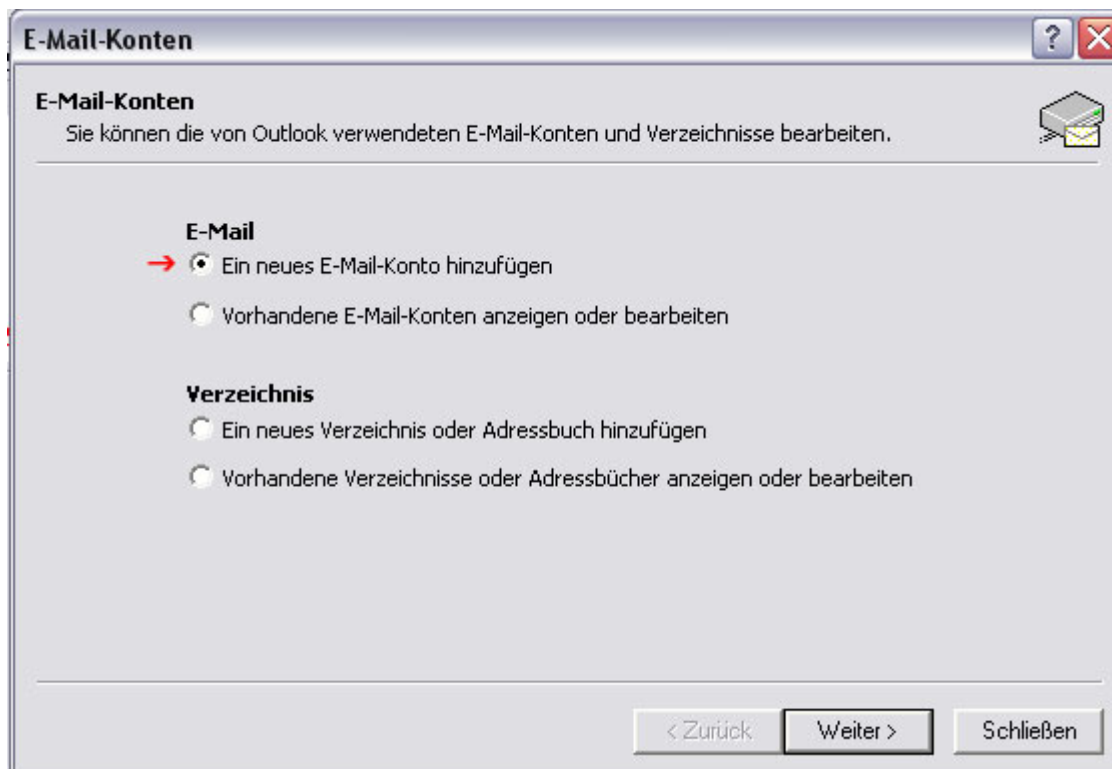 E-Mail-Konten
E-Mail-Konten
Sie können die von Outlook verwendeten E-Mail-Konten und Verzeichnisse bearbeiten.
E-Mail
Ein neues E-Mail-Konto hinzufügen
Vorhandene E-Mail-Konten anzeigen oder bearbeiten
Verzeichnis
Ein neues Verzeichnis oder Adressbuch hinzufügen
Vorhandene Verzeichnisse oder Adressbücher anzeigen oder bearbeiten
< Zurück Weiter > Schließen